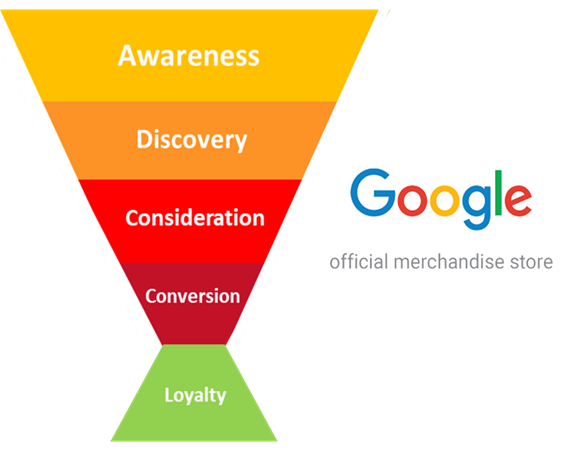 Awareness
Discovery
Consideration
Conversion
Loyalty
Google
official merchandise store